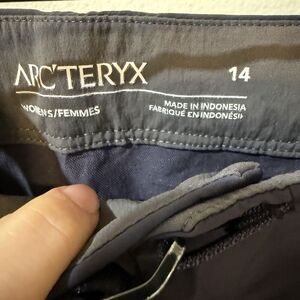 ARC'TERYX 14
WOMENS/FEMMES
MADE IN INDONESIA
FABRIQUÉ EN INDONÉSIE